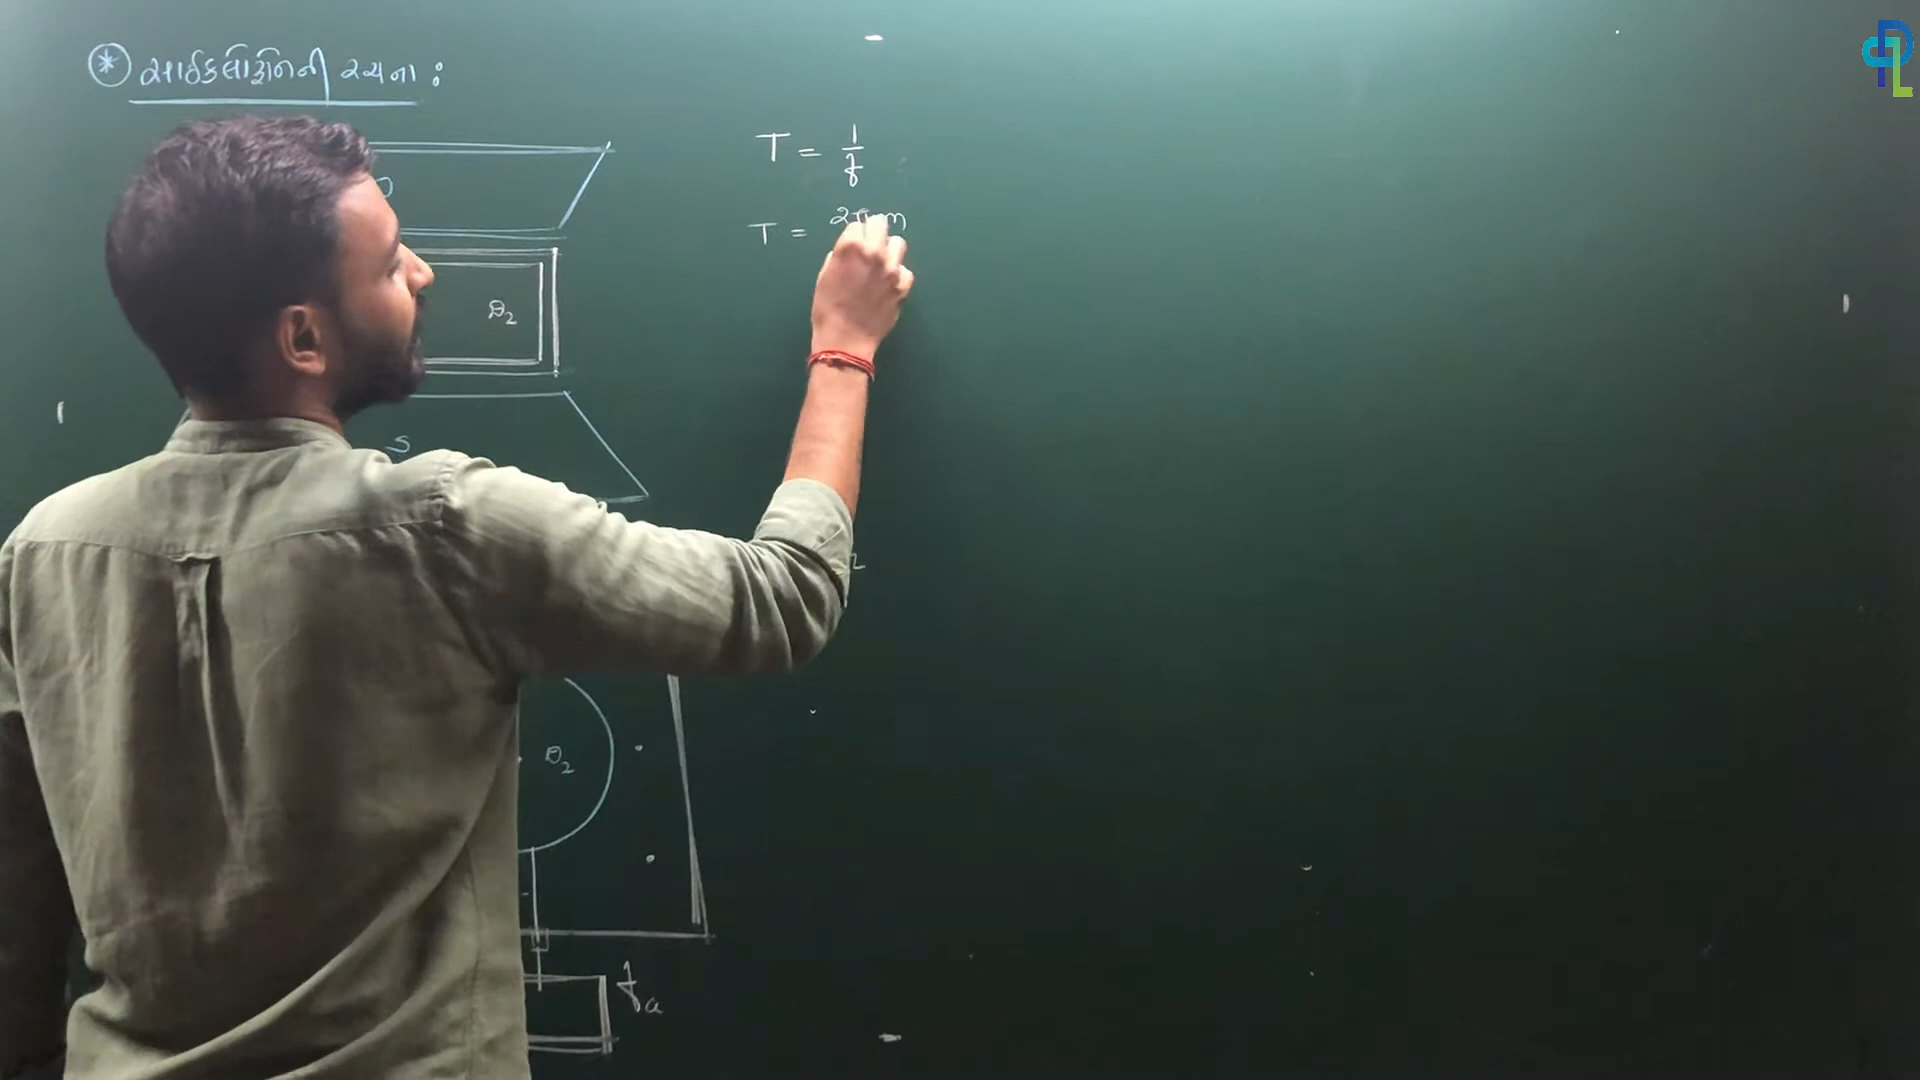 * સાઈક્લોટ્રોનની રચના :
T = 1/f
T = 2πm
D₂
S
D₂
fₐ